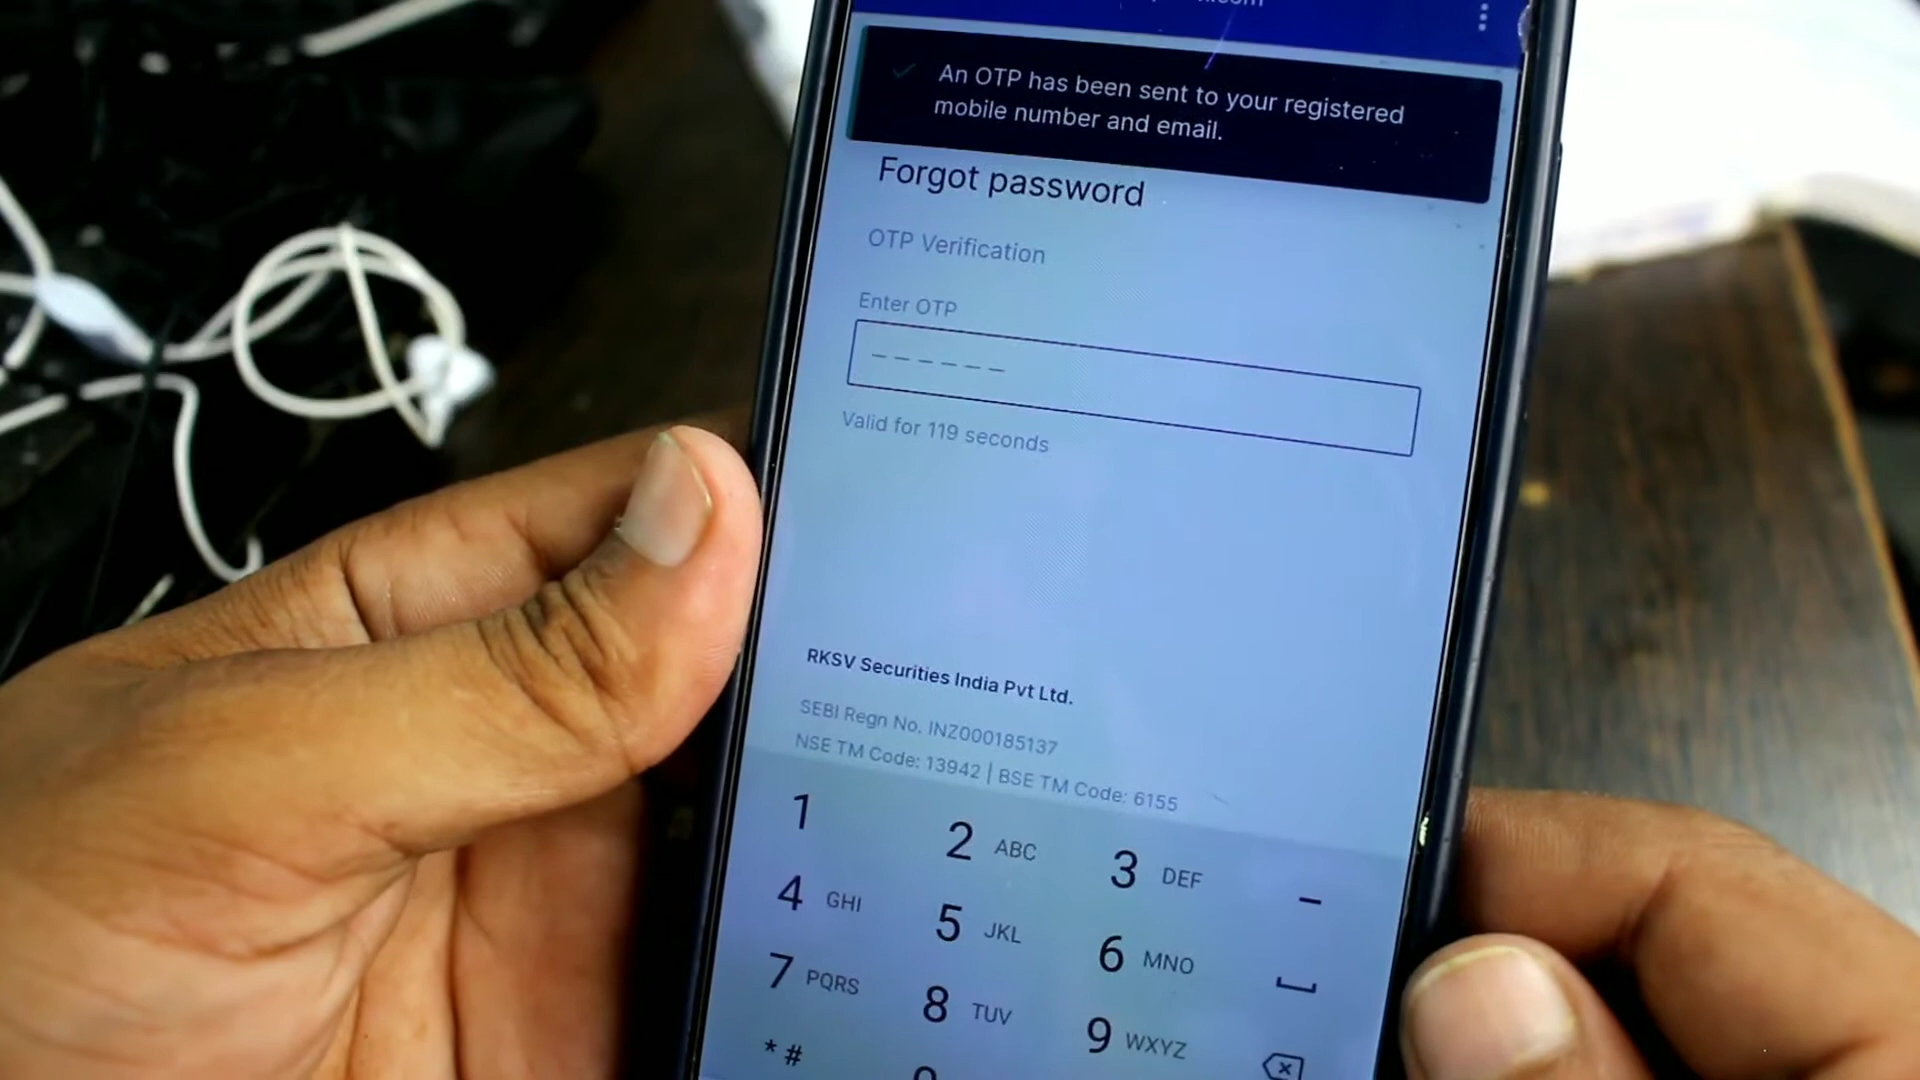 An OTP has been sent to your registered
mobile number and email.
Forgot password
OTP Verification
Enter OTP
Valid for 119 seconds
RKSV Securities India Pvt Ltd.
SEBI Regn No. INZ000185137
NSE TM Code: 13942 | BSE TM Code: 6155
1 2 ABC 3 DEF -
4 GHI 5 JKL 6 MNO
7 PQRS 8 TUV 9 WXYZ
* #